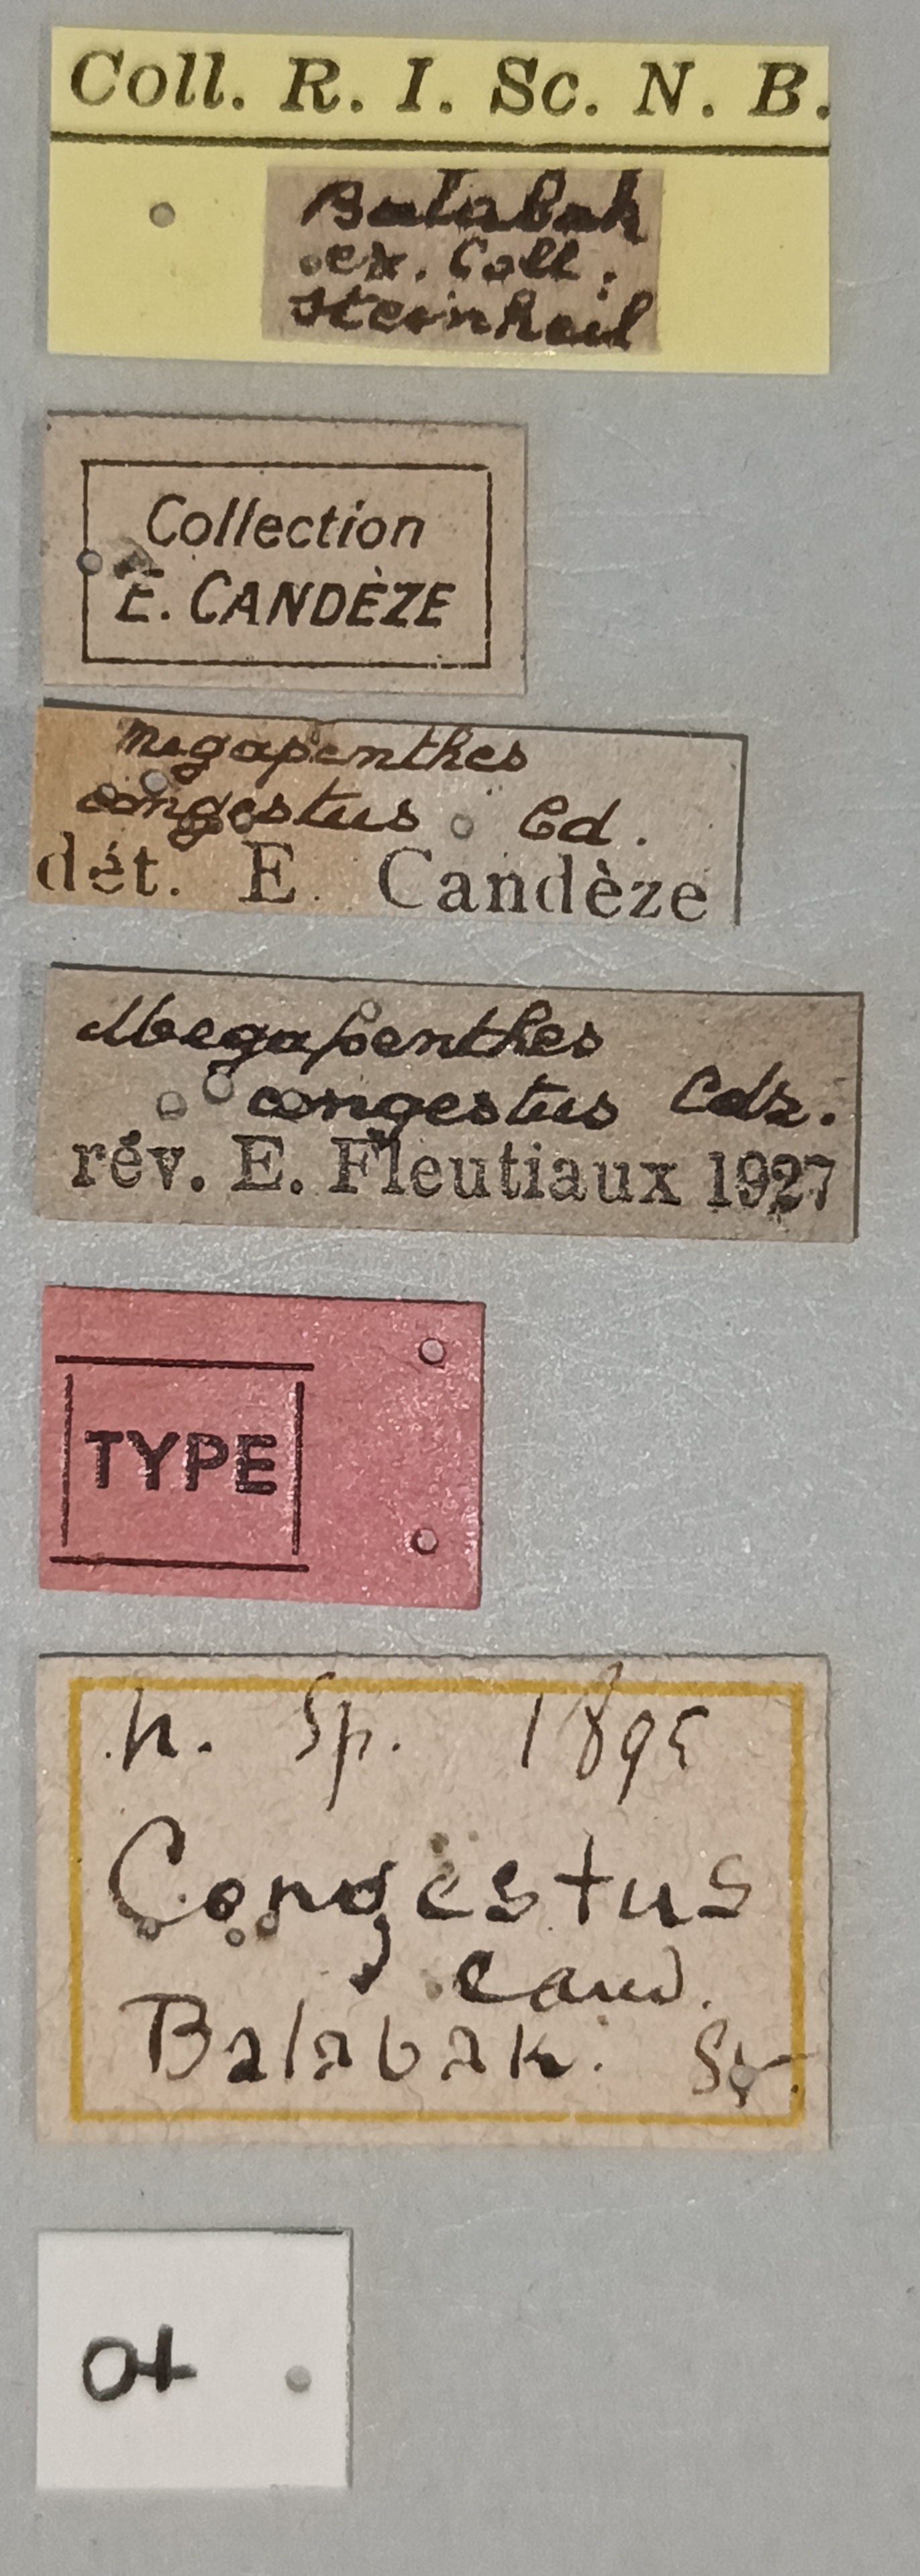 Coll. R. I. Sc. N. B.
Balabak
ex. Coll.
Steinheil
Collection
E. CANDÈZE
Megapenthes
congestus Cd.
dét. E. Candèze
Megapenthes
congestus Cdz.
rév. E. Fleutiaux 1927
TYPE
n. Sp. 1895
Congestus
Cand.
Balabak.
♀